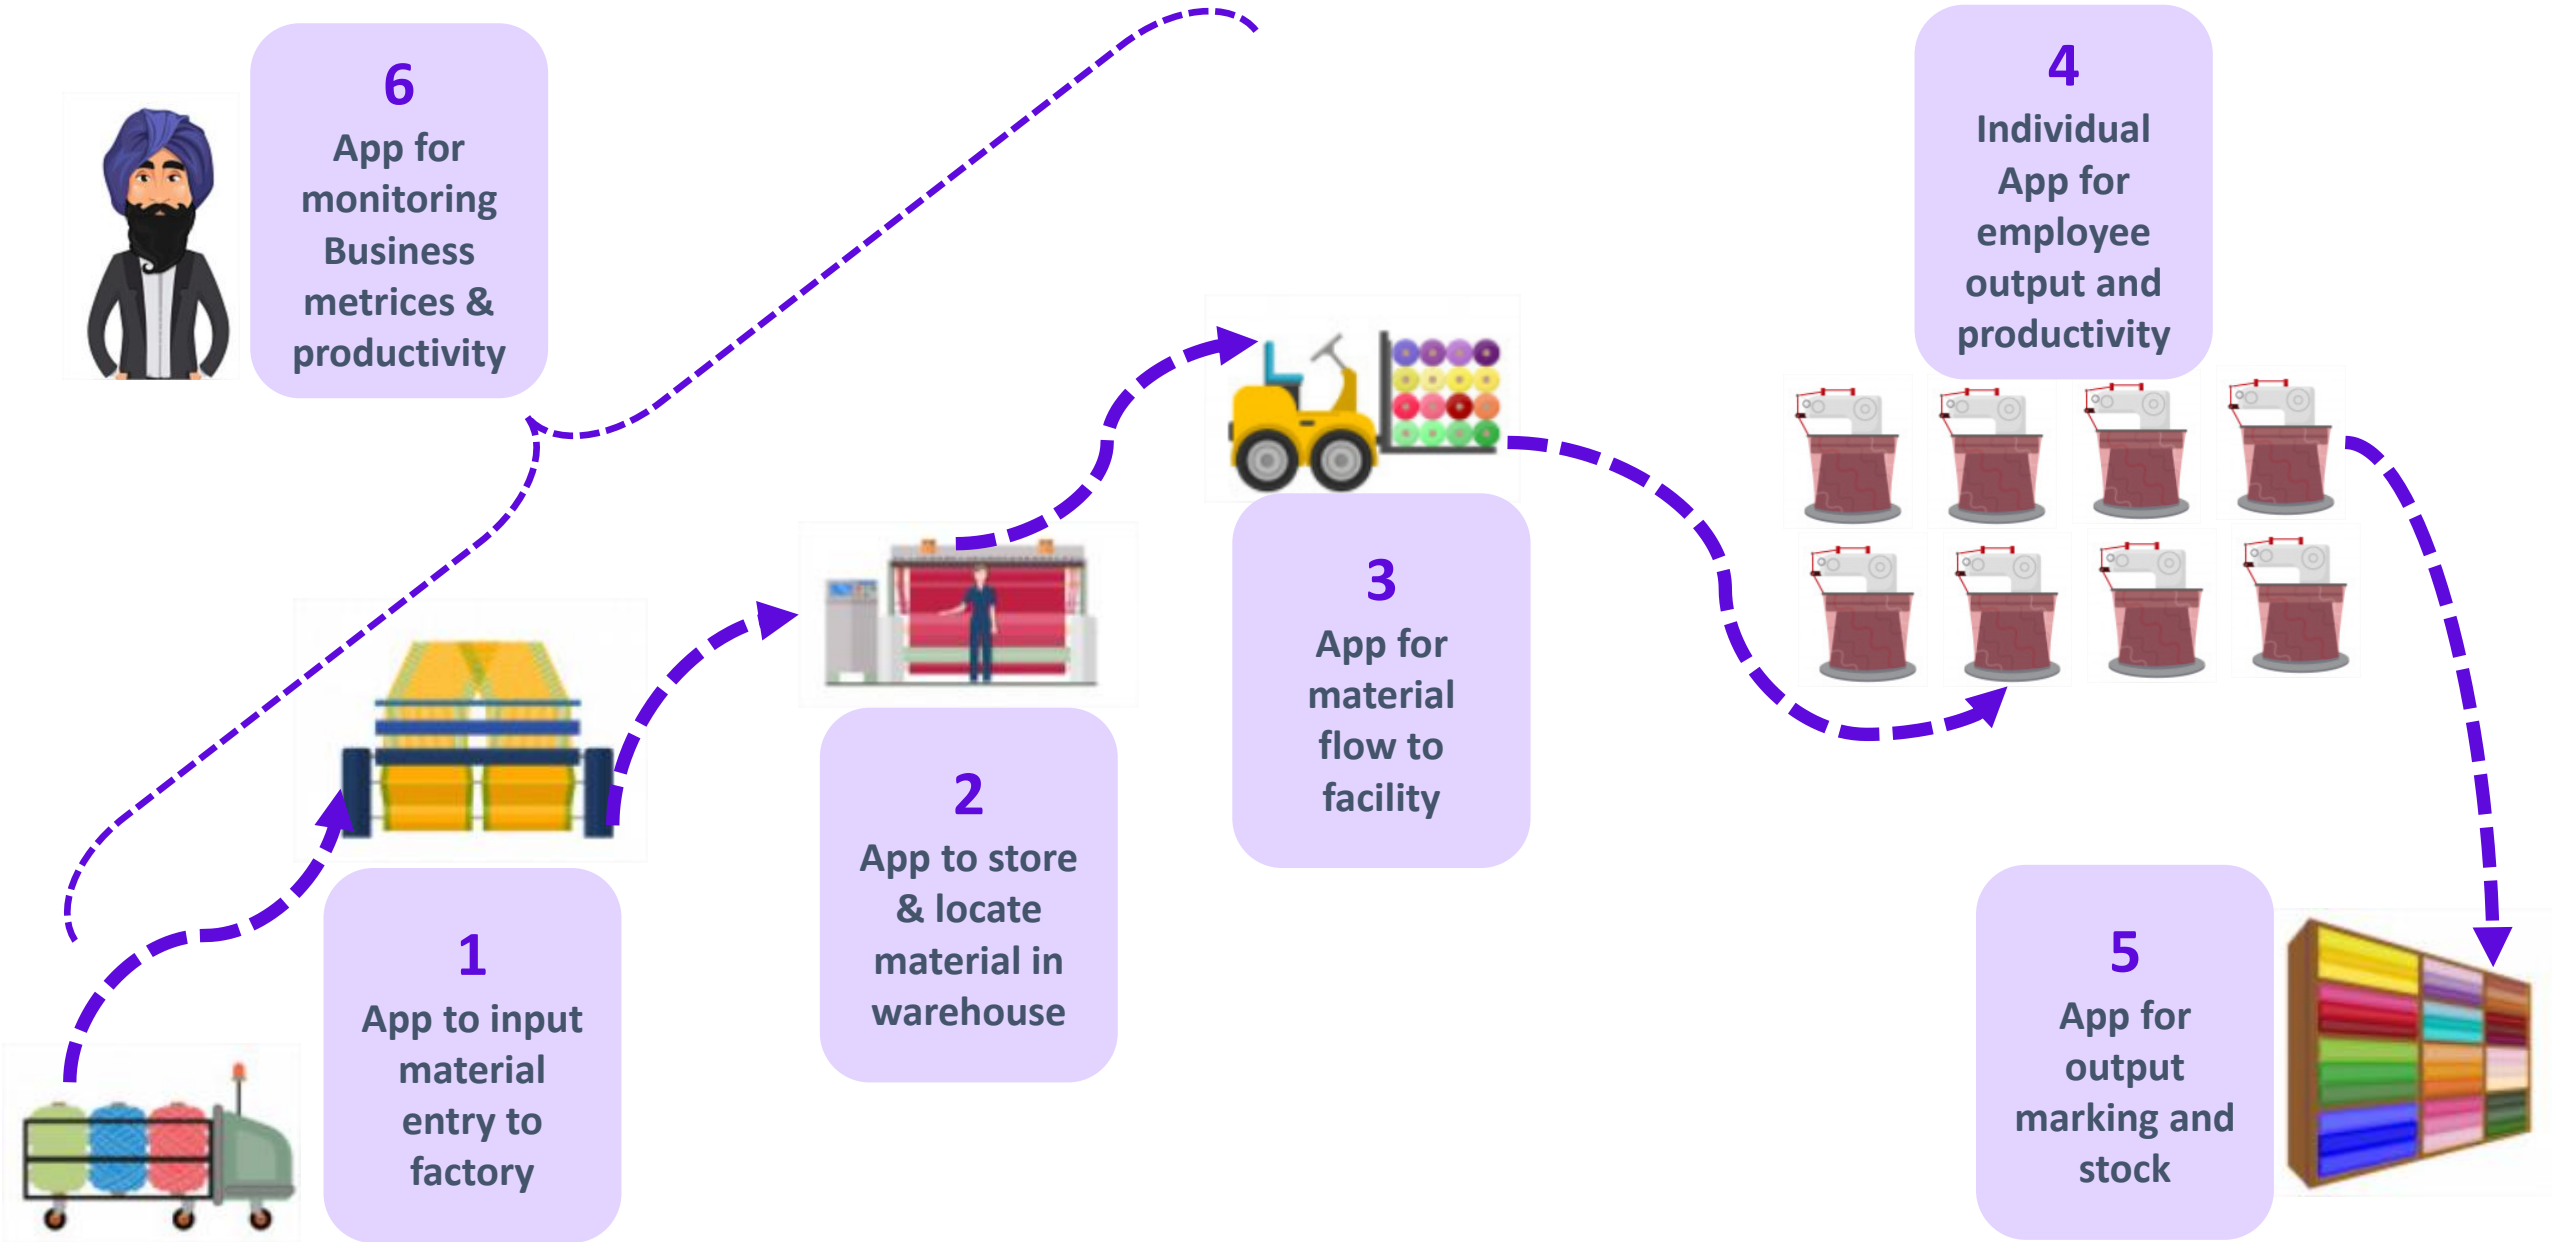 6
App for
monitoring
Business
metrices &
productivity
4
Individual
App for
employee
output and
productivity
3
App for
material
flow to
facility
2
App to store
& locate
material in
warehouse
1
App to input
material
entry to
factory
5
App for
output
marking and
stock